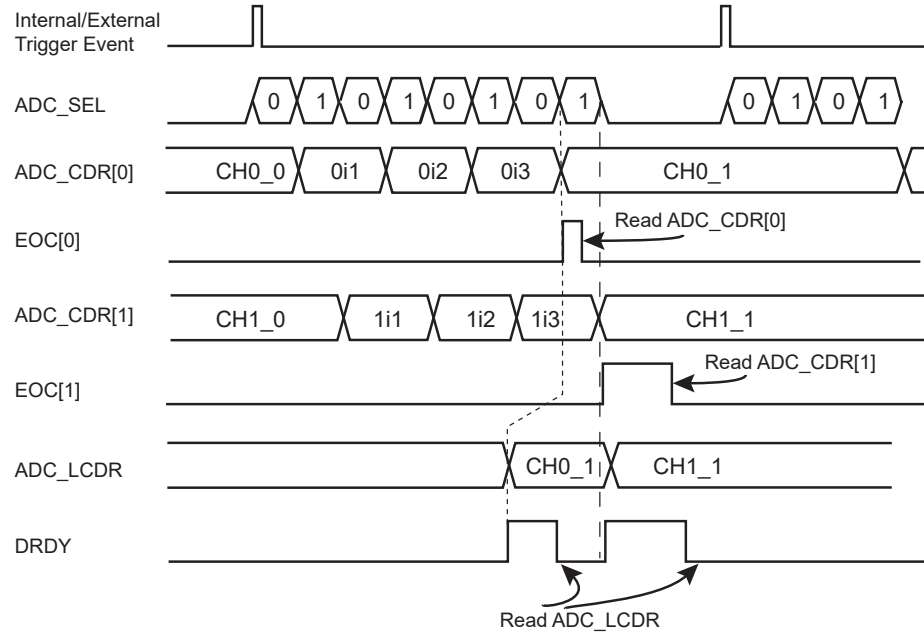 Internal/External
Trigger Event
ADC_SEL 0 1 0 1 0 1 0 1 0 1 0 1
ADC_CDR[0] CH0_0 0i1 0i2 0i3 CH0_1
Read ADC_CDR[0]
EOC[0]
ADC_CDR[1] CH1_0 1i1 1i2 1i3 CH1_1
Read ADC_CDR[1]
EOC[1]
ADC_LCDR CH0_1 CH1_1
DRDY
Read ADC_LCDR